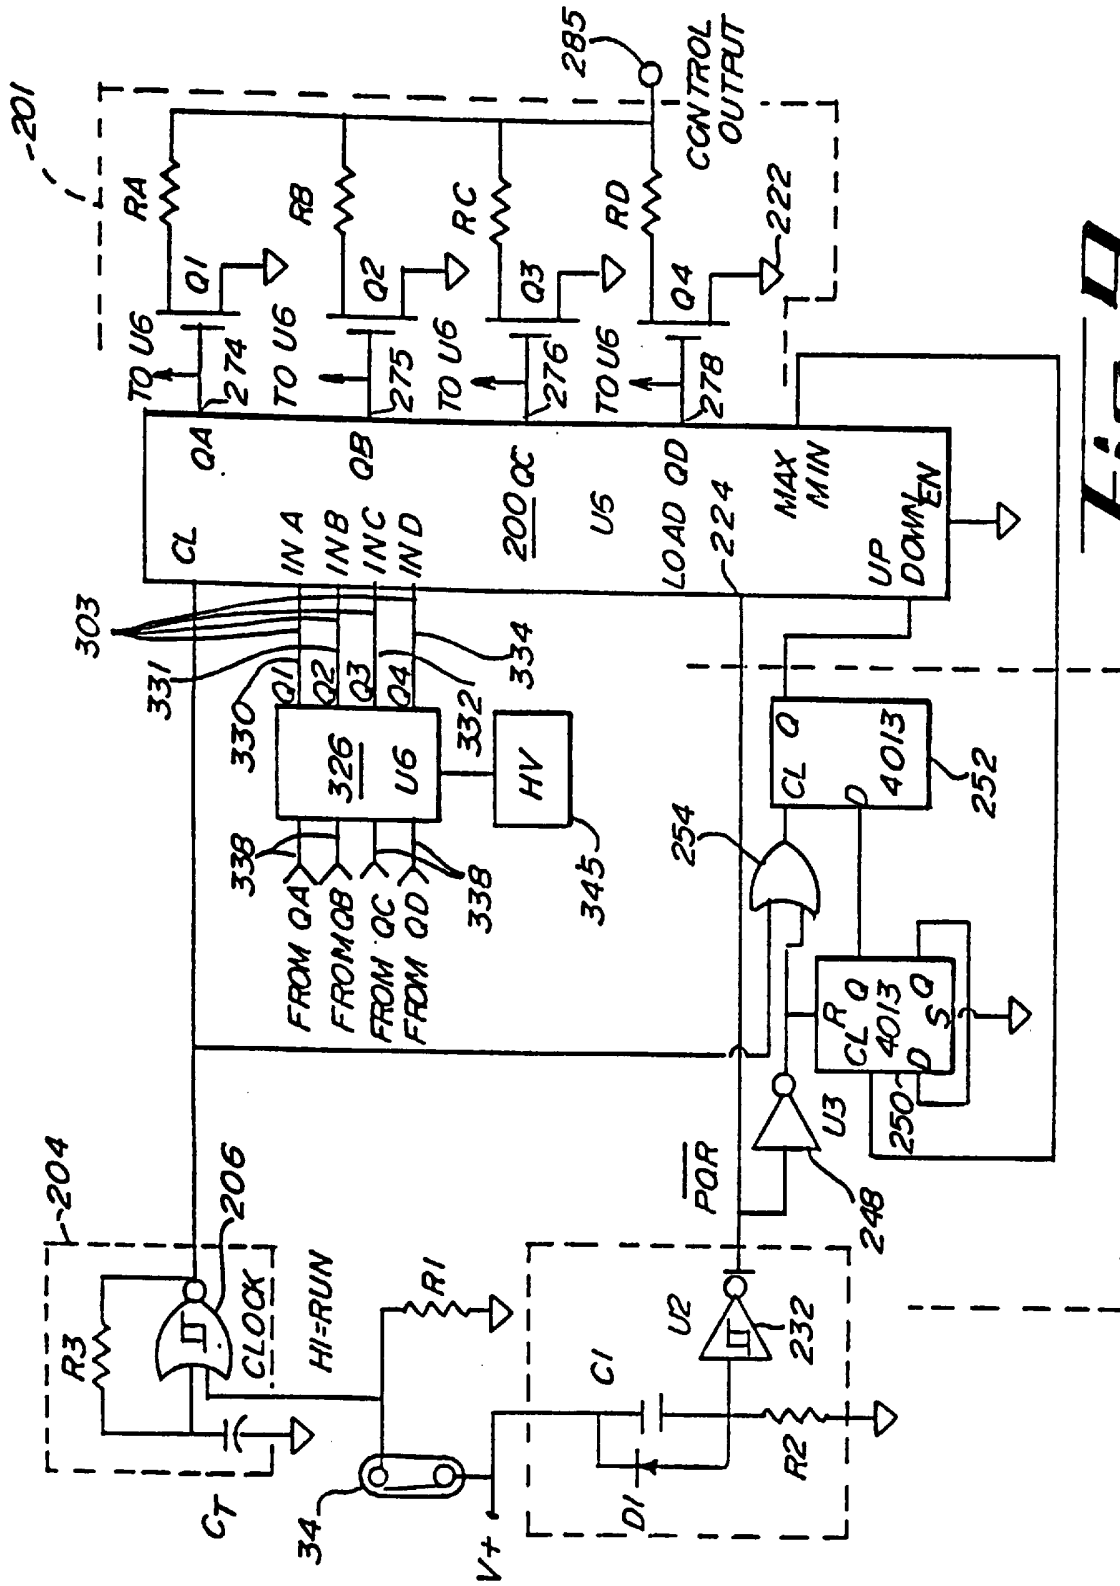 201
204
R3
206
CLOCK
CT
HI=RUN
34
R1
V+
C1
D1
R2
U2
232
PQR
U3
248
CL R Q
4013
D S Q
250
254
CL Q
D
4013
252
FROM QA
FROM QB
FROM QC
FROM QD
338
338
326
U6
HV
345
Q1
Q2
Q3
Q4
330
331
332
334
303
CL
IN A
IN B
IN C
IN D
QA
QB
QC
QD
200
U5
LOAD
224
MAX
MIN
UP
DOWN
EN
274
275
276
278
TO U6
TO U6
TO U6
TO U6
Q1
Q2
Q3
Q4
RA
RB
RC
RD
222
285
CONTROL
OUTPUT